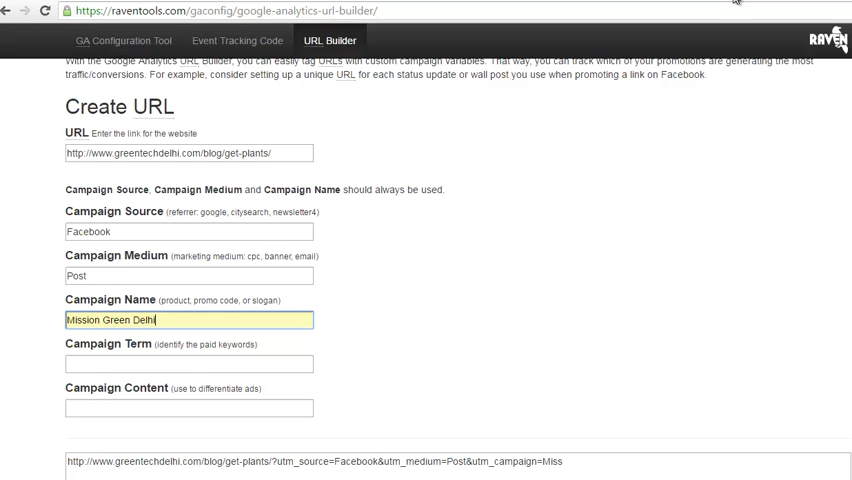 https://raventools.com/gaconfig/google-analytics-url-builder/
GA Configuration Tool Event Tracking Code URL Builder RAVEN
With the Google Analytics URL Builder, you can easily tag URLs with custom campaign variables. That way, you can track which of your promotions are generating the most
traffic/conversions. For example, consider setting up a unique URL for each status update or wall post you use when promoting a link on Facebook.
Create URL
URL Enter the link for the website
http://www.greentechdelhi.com/blog/get-plants/
Campaign Source, Campaign Medium and Campaign Name should always be used.
Campaign Source (referrer: google, citysearch, newsletter4)
Facebook
Campaign Medium (marketing medium: cpc, banner, email)
Post
Campaign Name (product, promo code, or slogan)
Mission Green Delhi
Campaign Term (identify the paid keywords)
Campaign Content (use to differentiate ads)
http://www.greentechdelhi.com/blog/get-plants/?utm_source=Facebook&utm_medium=Post&utm_campaign=Miss